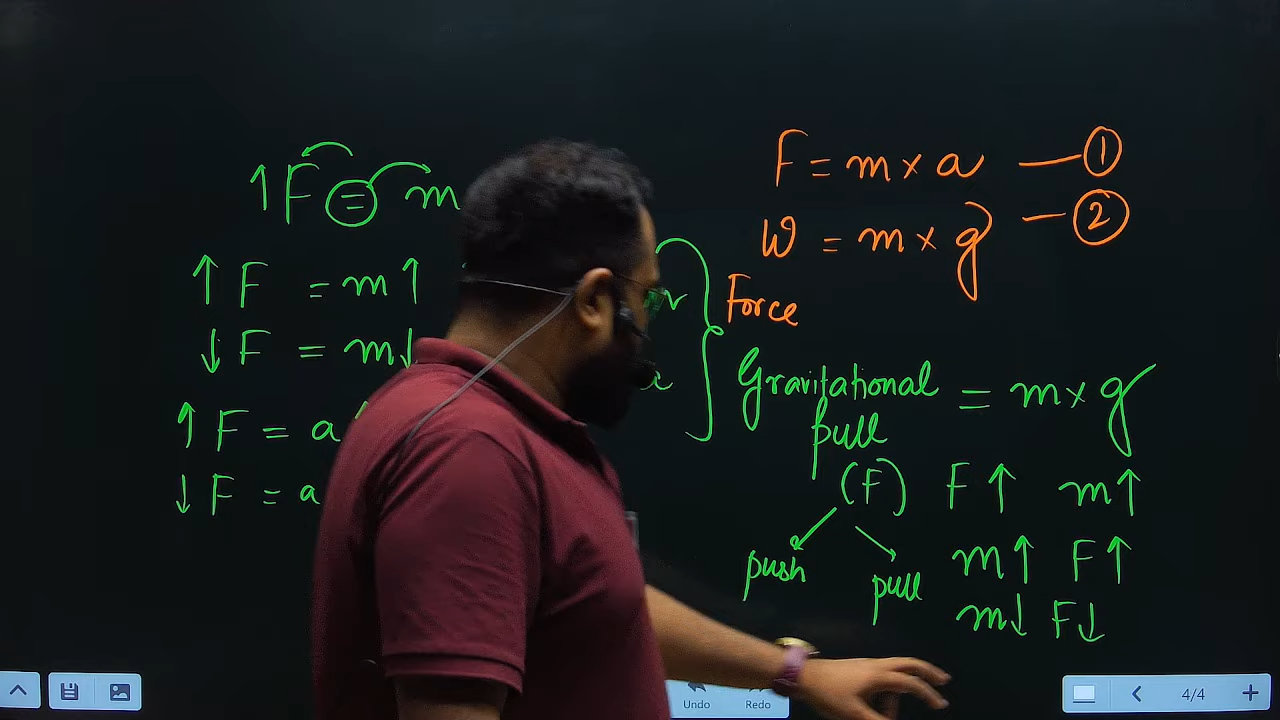 ↑F = m
↑ F = m↑
↓ F = m↓
↑ F = a
↓ F = a
F = m × a — ①
W = m × g — ②
Force
Gravitational = m × g
pull
(F) F↑ m↑
push pull
m↑ F↑
m↓ F↓
Undo Redo
4/4